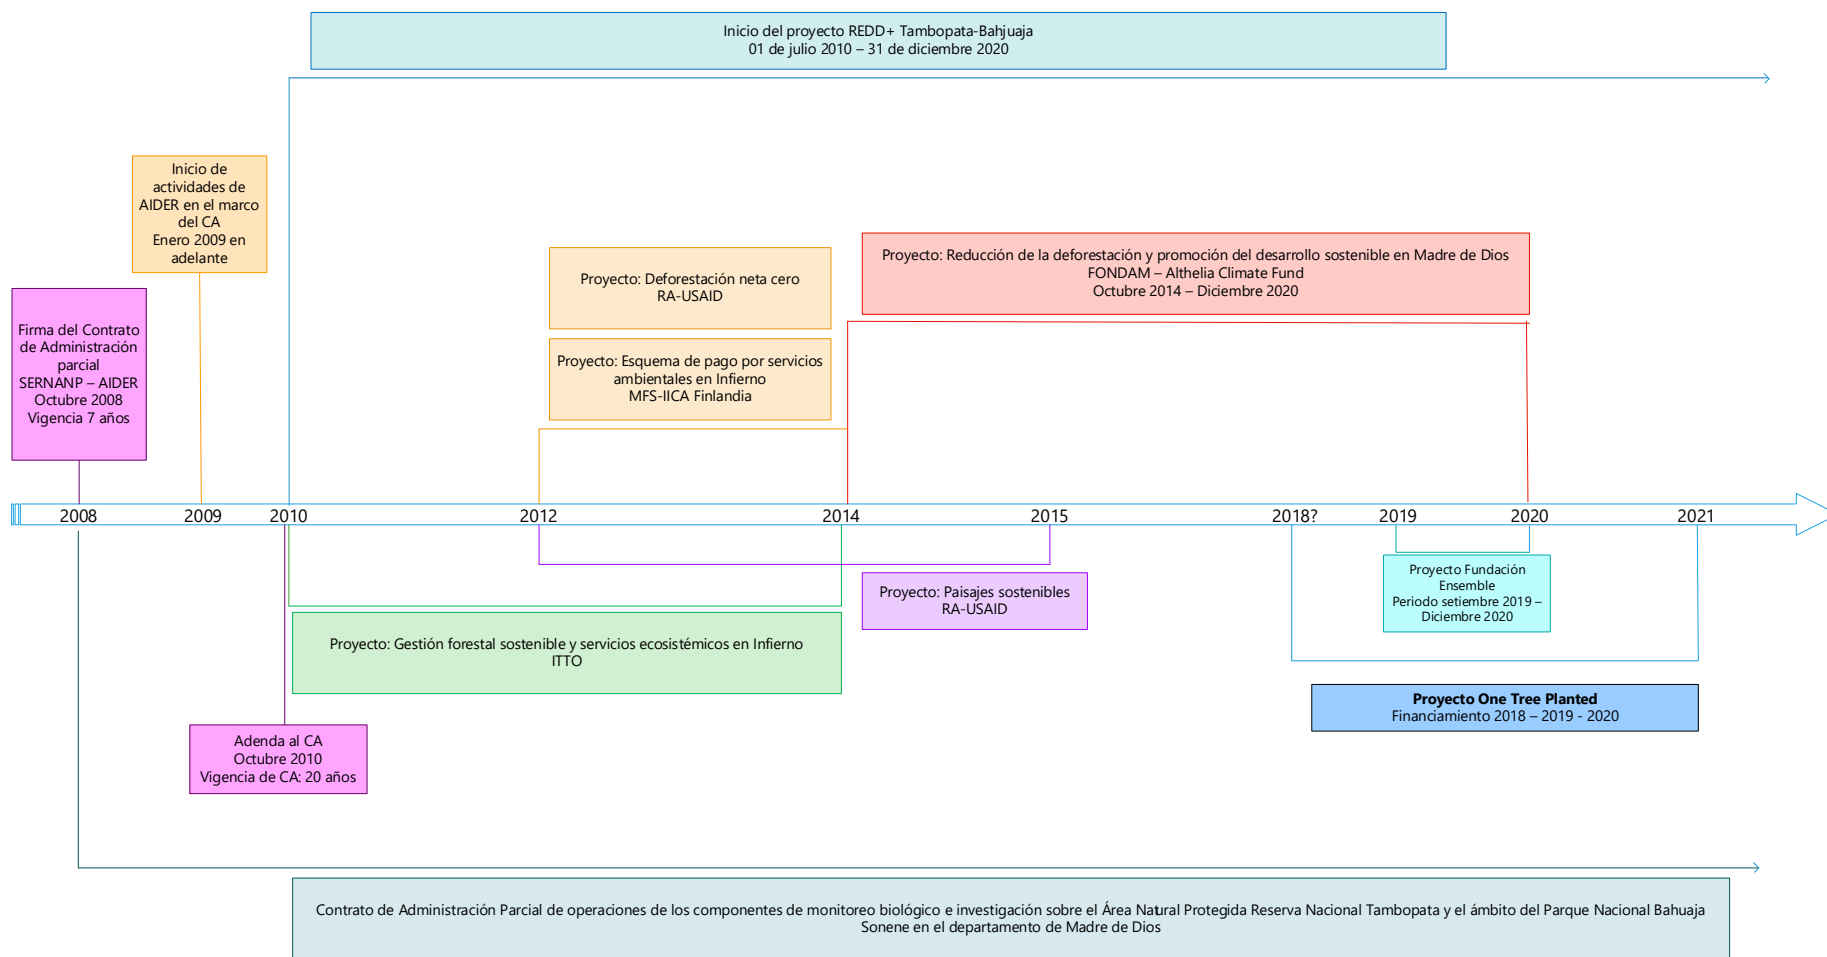 Inicio del proyecto REDD+ Tambopata-Bahjuaja
01 de julio 2010 – 31 de diciembre 2020
Inicio de
actividades de
AIDER en el marco
del CA
Enero 2009 en
adelante
Firma del Contrato
de Administración
parcial
SERNANP – AIDER
Octubre 2008
Vigencia 7 años
Proyecto: Deforestación neta cero
RA-USAID
Proyecto: Esquema de pago por servicios
ambientales en Infierno
MFS-IICA Finlandia
Proyecto: Reducción de la deforestación y promoción del desarrollo sostenible en Madre de Dios
FONDAM – Althelia Climate Fund
Octubre 2014 – Diciembre 2020
2008 2009 2010 2012 2014 2015 2018? 2019 2020 2021
Proyecto: Paisajes sostenibles
RA-USAID
Proyecto Fundación
Ensemble
Periodo setiembre 2019 –
Diciembre 2020
Proyecto: Gestión forestal sostenible y servicios ecosistémicos en Infierno
ITTO
Proyecto One Tree Planted
Financiamiento 2018 – 2019 - 2020
Adenda al CA
Octubre 2010
Vigencia de CA: 20 años
Contrato de Administración Parcial de operaciones de los componentes de monitoreo biológico e investigación sobre el Área Natural Protegida Reserva Nacional Tambopata y el ámbito del Parque Nacional Bahuaja
Sonene en el departamento de Madre de Dios